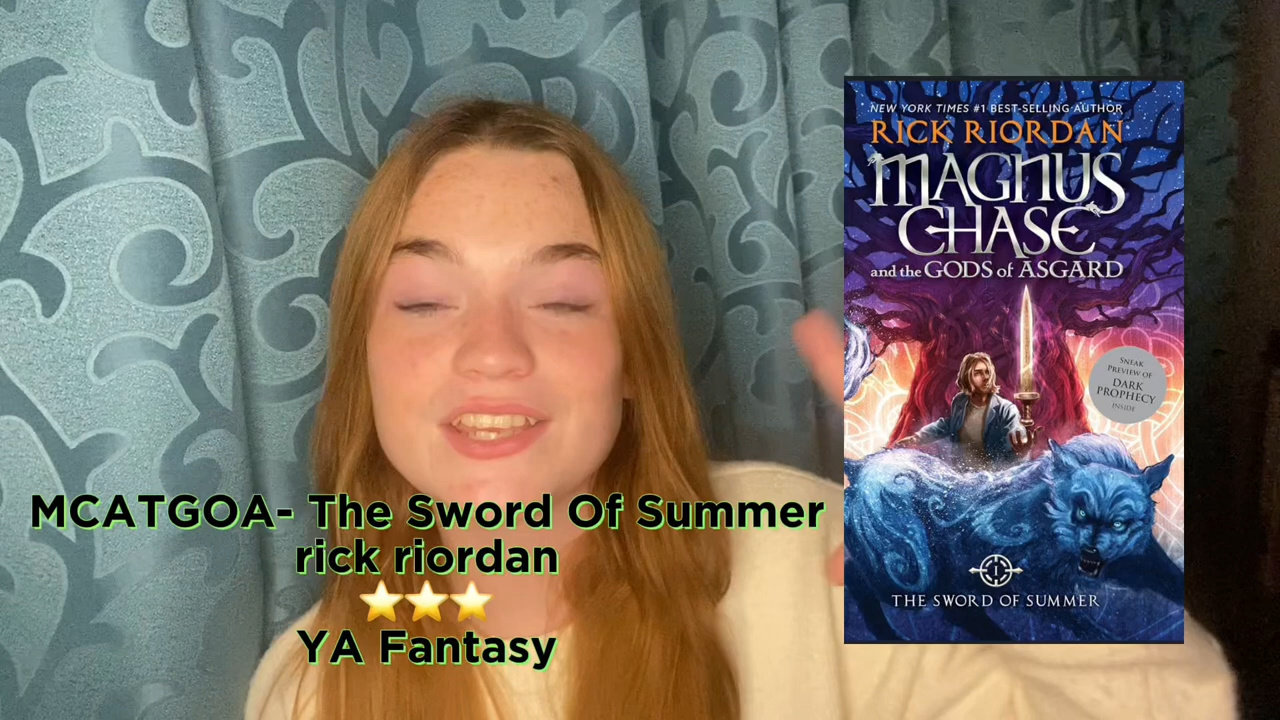 MCATGOA- The Sword Of Summer
rick riordan
YA Fantasy
NEW YORK TIMES #1 BEST-SELLING AUTHOR
RICK RIORDAN
MAGNUS
CHASE
and the GODS of ASGARD
SNEAK
PREVIEW OF
DARK
PROPHECY
INSIDE
THE SWORD OF SUMMER